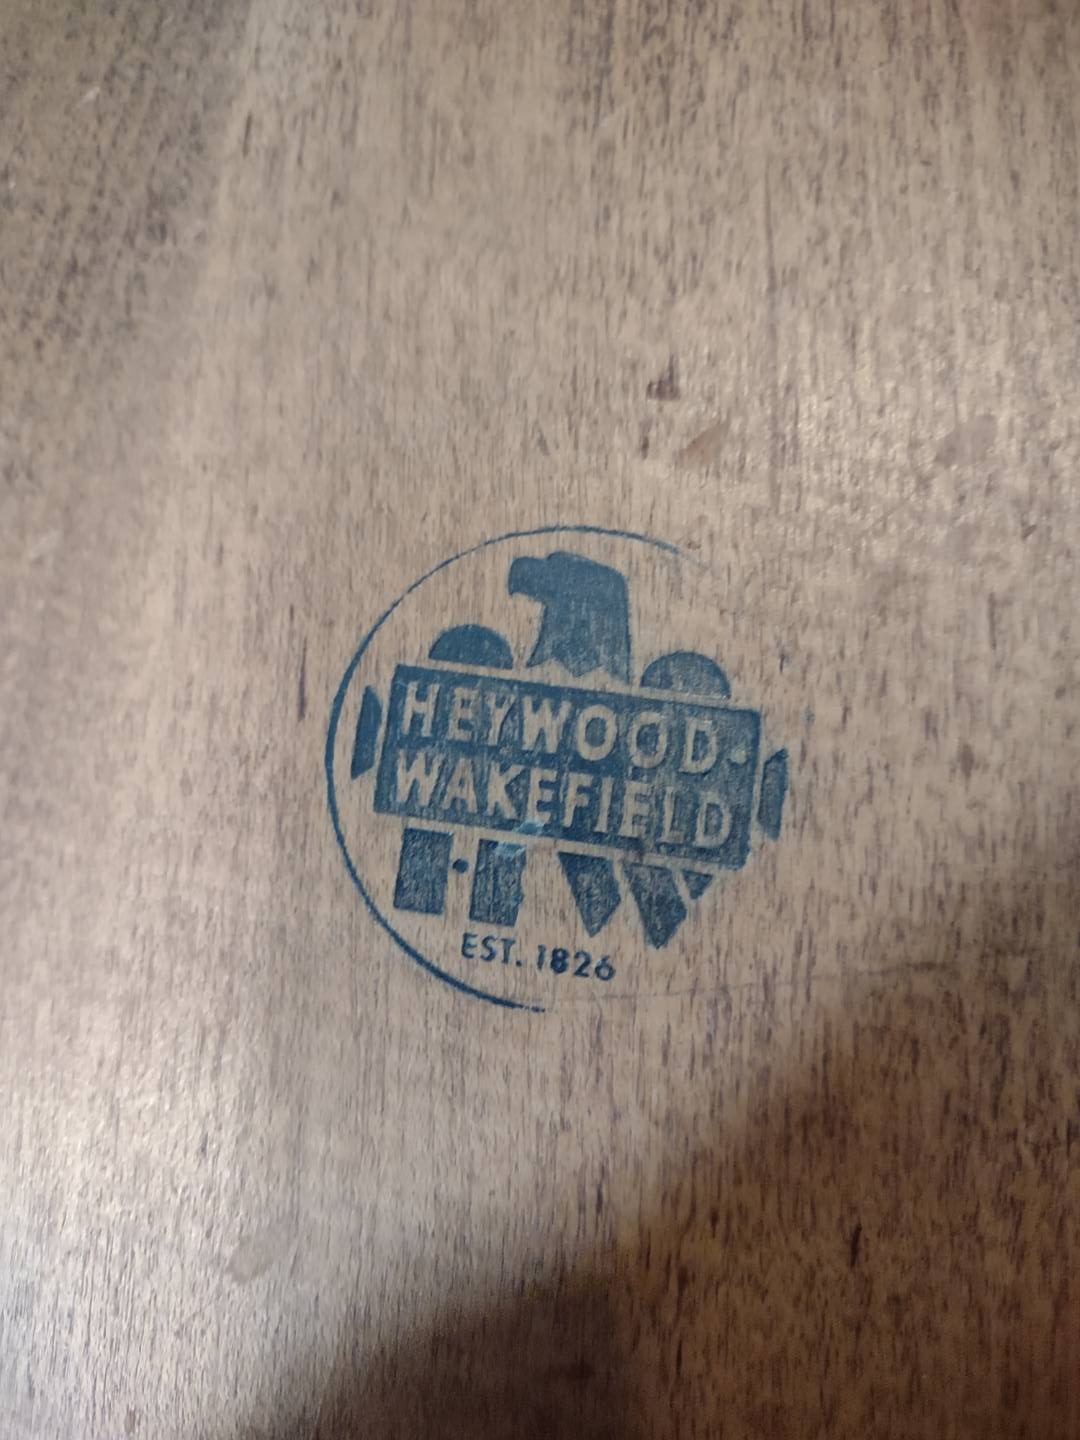 HEYWOOD-
WAKEFIELD
H·W
EST. 1826